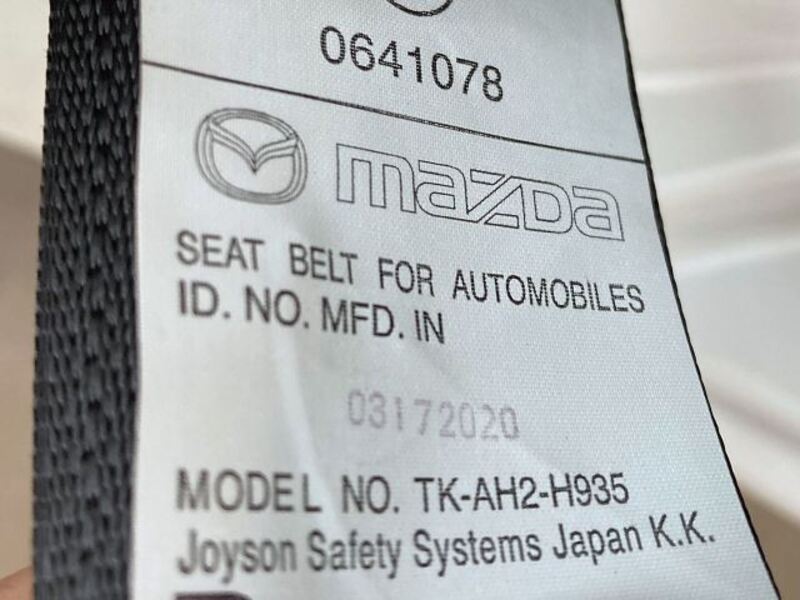 0641078
mazda
SEAT BELT FOR AUTOMOBILES
ID. NO. MFD. IN
03172020
MODEL NO. TK-AH2-H935
Joyson Safety Systems Japan K.K.